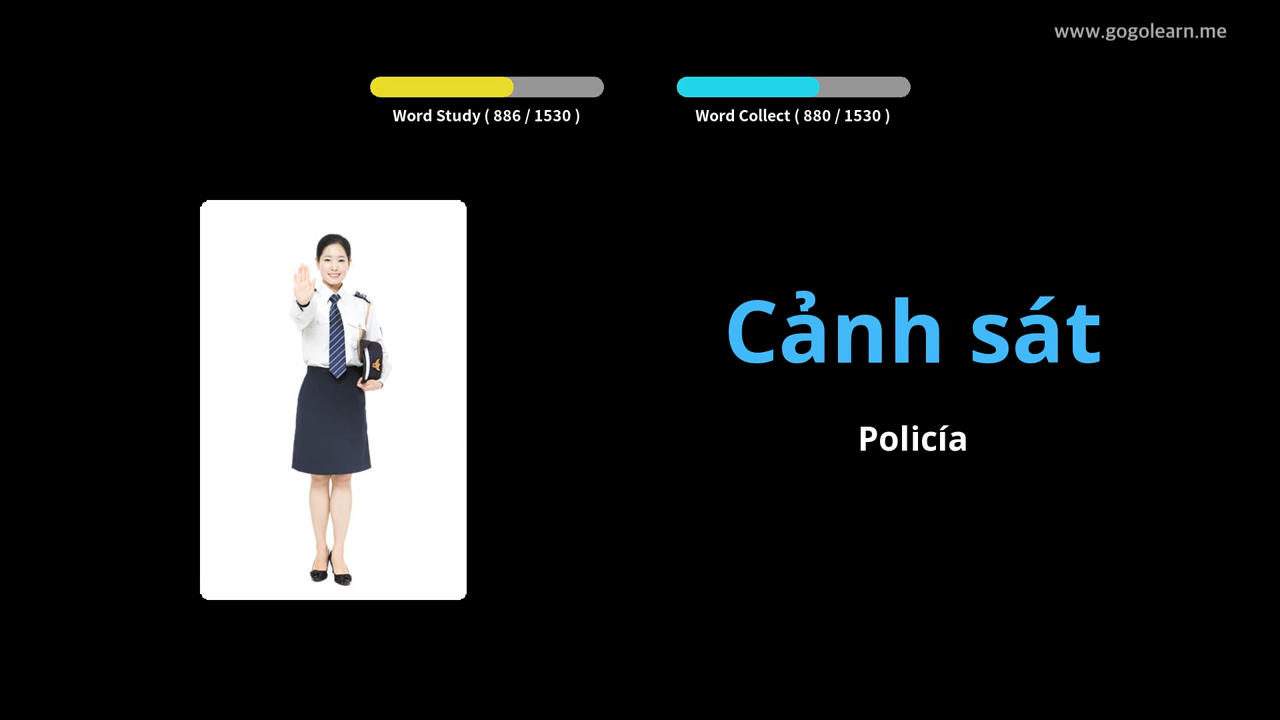 www.gogolearn.me
Word Study ( 886 / 1530 )
Word Collect ( 880 / 1530 )
Cảnh sát
Policía